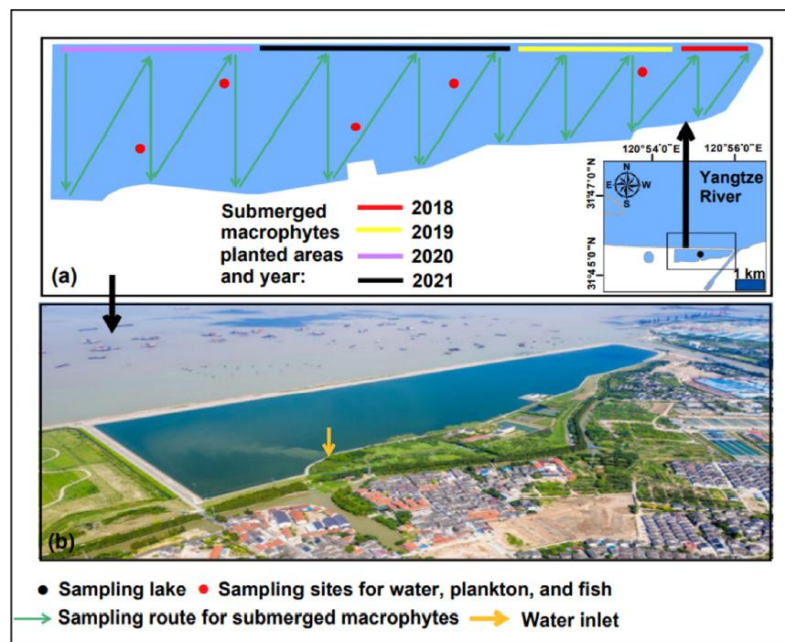 120°54'0"E 120°56'0"E
N
E W
S
31°47'0"N
Yangtze
River
31°45'0"N
1 km
Submerged
macrophytes
planted areas
and year:
2018
2019
2020
2021
(a)
(b)
Sampling lake Sampling sites for water, plankton, and fish
Sampling route for submerged macrophytes Water inlet